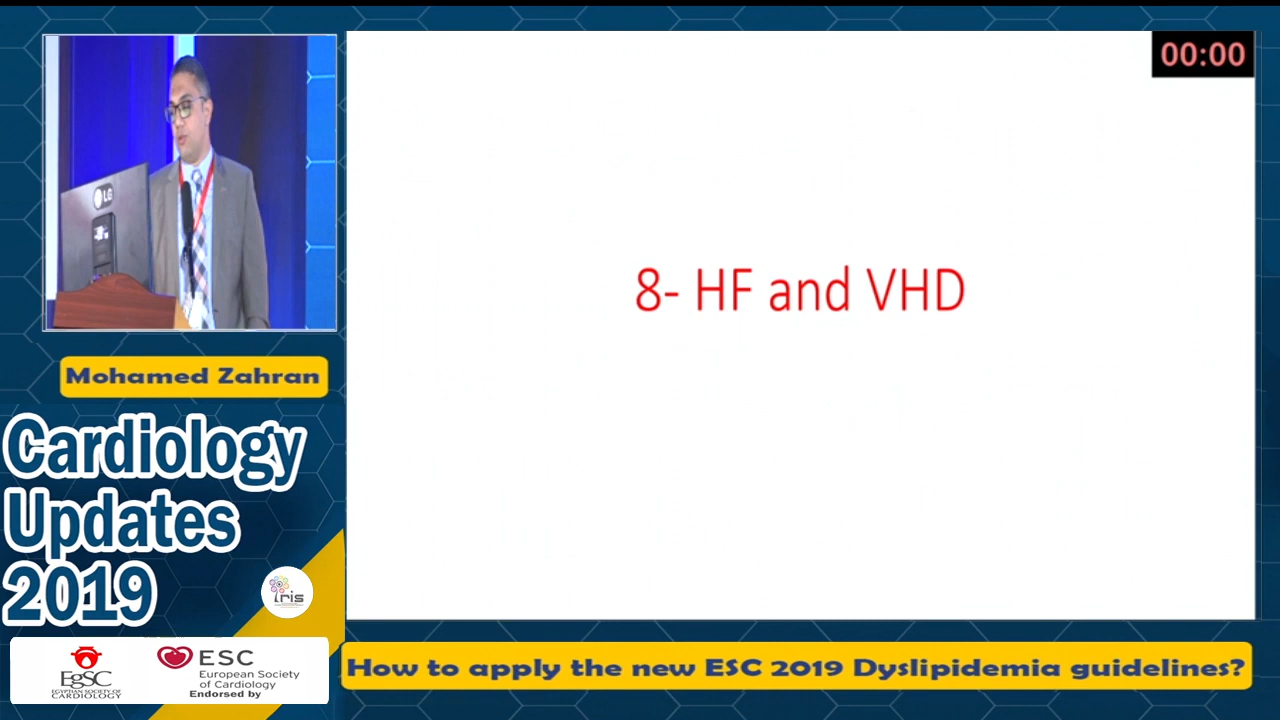 00:00
LG
8- HF and VHD
Mohamed Zahran
Cardiology
Updates
2019
iris
EgSC
EGYPTIAN SOCIETY OF
CARDIOLOGY
ESC
European Society
of Cardiology
Endorsed by
How to apply the new ESC 2019 Dyslipidemia guidelines?